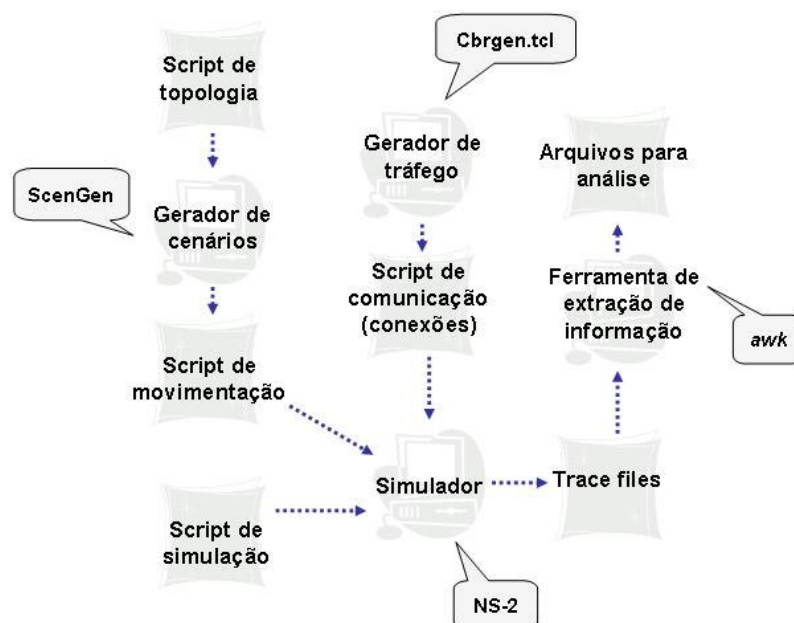 Cbrgen.tcl
Script de
topologia
Gerador de
tráfego
Arquivos para
análise
ScenGen
Gerador de
cenários
Script de
comunicação
(conexões)
Ferramenta de
extração de
informação
awk
Script de
movimentação
Simulador
Trace files
Script de
simulação
NS-2